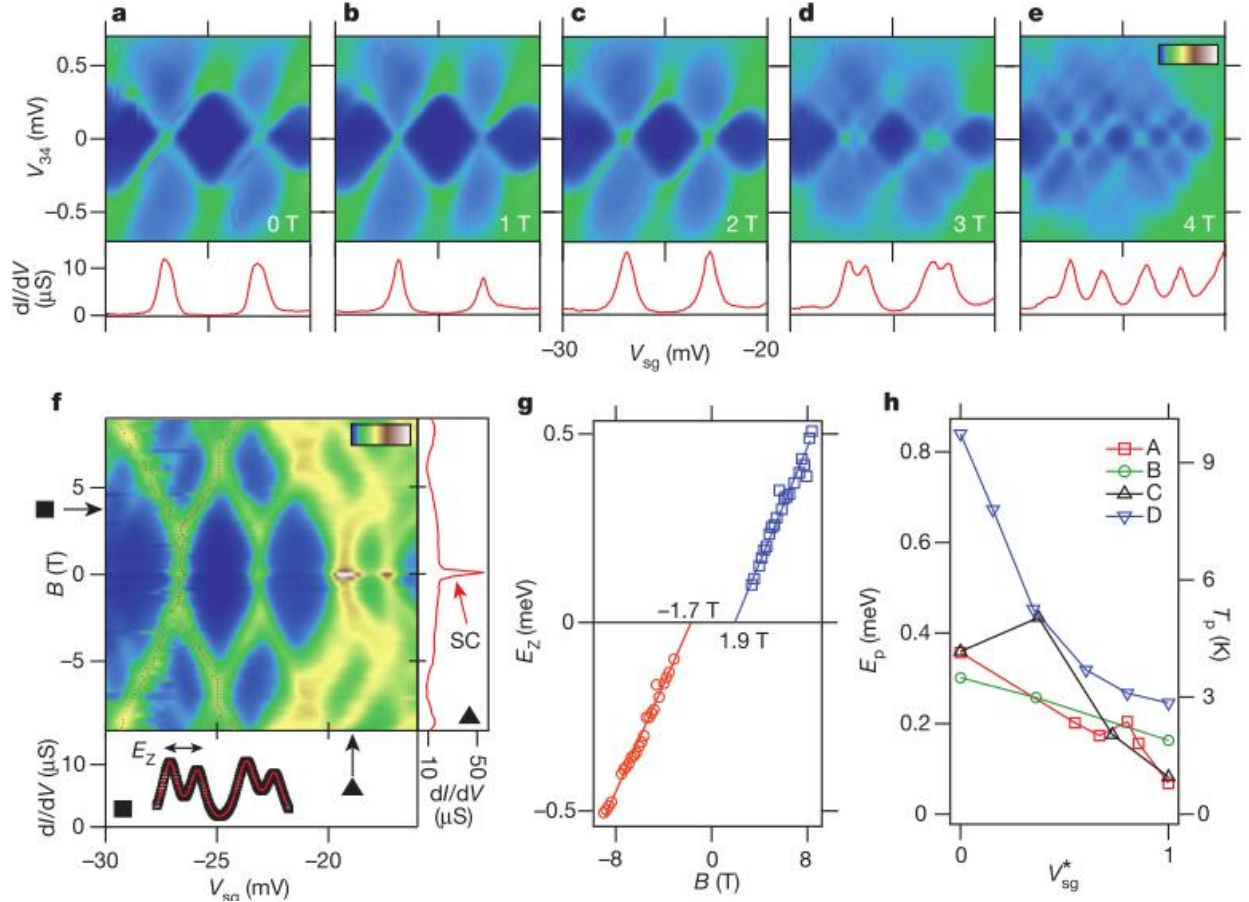 a b c d e
V34 (mV)
0.5
0
−0.5
0 T 1 T 2 T 3 T 4 T
dI/dV (μS)
10
0
−30 −20
Vsg (mV)
f
B (T)
5
0
−5
SC
EZ
dI/dV (μS)
10
0
−30 −25 −20
Vsg (mV)
10 50
dI/dV (μS)
g
EZ (meV)
0.5
0
−0.5
−1.7 T
1.9 T
−8 0 8
B (T)
h
Ep (meV)
0.8
0.6
0.4
0.2
0
A
B
C
D
9
6
3
0
Tp (K)
0 1
V*sg